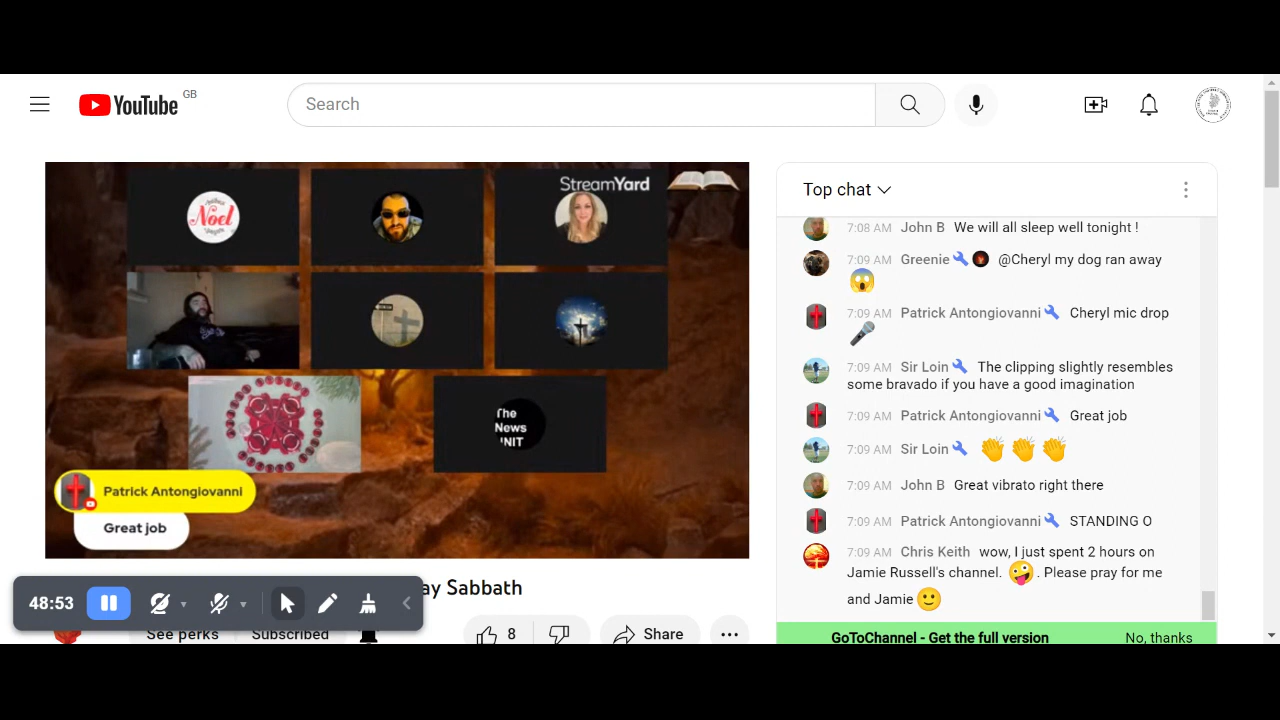 YouTube GB
Search
StreamYard
Noel
The
News
UNIT
Patrick Antongiovanni
Great job
48:53
ay Sabbath
See perks
Subscribed
8
Share
Top chat
7:08 AM John B We will all sleep well tonight !
7:09 AM Greenie @Cheryl my dog ran away
😱
7:09 AM Patrick Antongiovanni Cheryl mic drop
🎤
7:09 AM Sir Loin The clipping slightly resembles
some bravado if you have a good imagination
7:09 AM Patrick Antongiovanni Great job
7:09 AM Sir Loin 👏👏👏
7:09 AM John B Great vibrato right there
7:09 AM Patrick Antongiovanni STANDING O
7:09 AM Chris Keith wow, I just spent 2 hours on
Jamie Russell's channel. 🤪. Please pray for me
and Jamie 🙂
GoToChannel - Get the full version
No, thanks